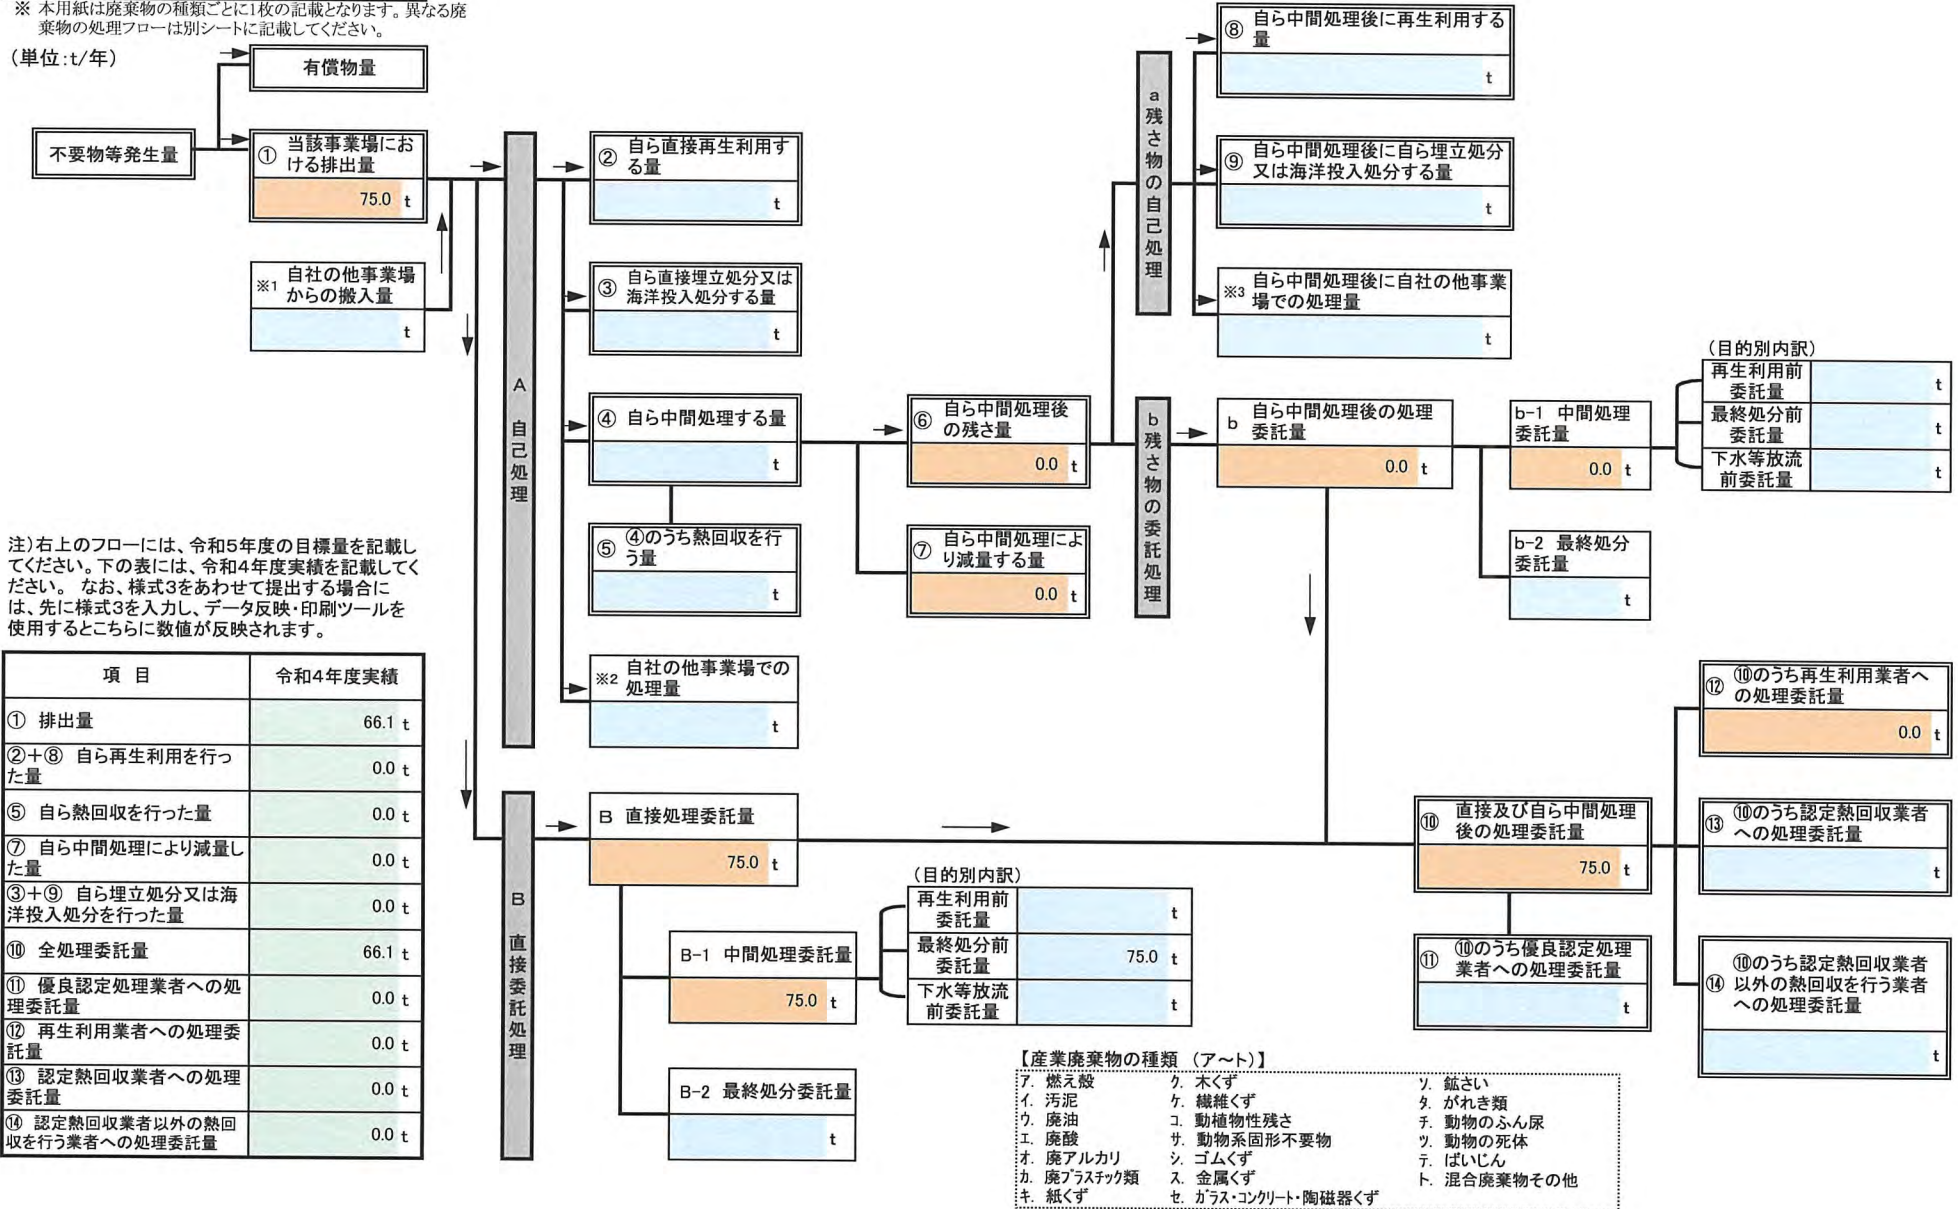 ※ 本用紙は廃棄物の種類ごとに1枚の記載となります。異なる廃
棄物の処理フローは別シートに記載してください。
(単位:t/年)
有償物量
不要物等発生量
① 当該事業場にお
ける排出量
75.0 t
※1 自社の他事業場
からの搬入量
t
A 自己処理
② 自ら直接再生利用す
る量
t
③ 自ら直接埋立処分又は
海洋投入処分する量
t
④ 自ら中間処理する量
t
⑤ ④のうち熱回収を行
う量
t
※2 自社の他事業場での
処理量
t
⑥ 自ら中間処理後
の残さ量
0.0 t
⑦ 自ら中間処理によ
り減量する量
0.0 t
a 残さ物の自己処理
⑧ 自ら中間処理後に再生利用する
量
t
⑨ 自ら中間処理後に自ら埋立処分
又は海洋投入処分する量
t
※3 自ら中間処理後に自社の他事業
場での処理量
t
b 残さ物の委託処理
b 自ら中間処理後の処理
委託量
0.0 t
b-1 中間処理
委託量
0.0 t
(目的別内訳)
再生利用前
委託量
t
最終処分前
委託量
t
下水等放流
前委託量
t
b-2 最終処分
委託量
t
注)右上のフローには、令和5年度の目標量を記載し
てください。下の表には、令和4年度実績を記載してく
ださい。 なお、様式3をあわせて提出する場合に
は、先に様式3を入力し、データ反映・印刷ツールを
使用するとこちらに数値が反映されます。
項 目 令和4年度実績
① 排出量 66.1 t
②+⑧ 自ら再生利用を行っ
た量 0.0 t
⑤ 自ら熱回収を行った量 0.0 t
⑦ 自ら中間処理により減量し
た量 0.0 t
③+⑨ 自ら埋立処分又は海
洋投入処分を行った量 0.0 t
⑩ 全処理委託量 66.1 t
⑪ 優良認定処理業者への処
理委託量 0.0 t
⑫ 再生利用業者への処理委
託量 0.0 t
⑬ 認定熱回収業者への処理
委託量 0.0 t
⑭ 認定熱回収業者以外の熱回
収を行う業者への処理委託量 0.0 t
B 直接委託処理
B 直接処理委託量
75.0 t
B-1 中間処理委託量
75.0 t
(目的別内訳)
再生利用前
委託量
t
最終処分前
委託量
75.0 t
下水等放流
前委託量
t
B-2 最終処分委託量
t
⑩ 直接及び自ら中間処理
後の処理委託量
75.0 t
⑪ ⑩のうち優良認定処理
業者への処理委託量
t
⑫ ⑩のうち再生利用業者へ
の処理委託量
0.0 t
⑬ ⑩のうち認定熱回収業者
への処理委託量
t
⑭ ⑩のうち認定熱回収業者
以外の熱回収を行う業者
への処理委託量
t
【産業廃棄物の種類 (ア~ト)】
ア. 燃え殻 ク. 木くず ソ. 鉱さい
イ. 汚泥 ケ. 繊維くず タ. がれき類
ウ. 廃油 コ. 動植物性残さ チ. 動物のふん尿
エ. 廃酸 サ. 動物系固形不要物 ツ. 動物の死体
オ. 廃アルカリ シ. ゴムくず テ. ばいじん
カ. 廃プラスチック類 ス. 金属くず ト. 混合廃棄物その他
キ. 紙くず セ. ガラス・コンクリート・陶磁器くず